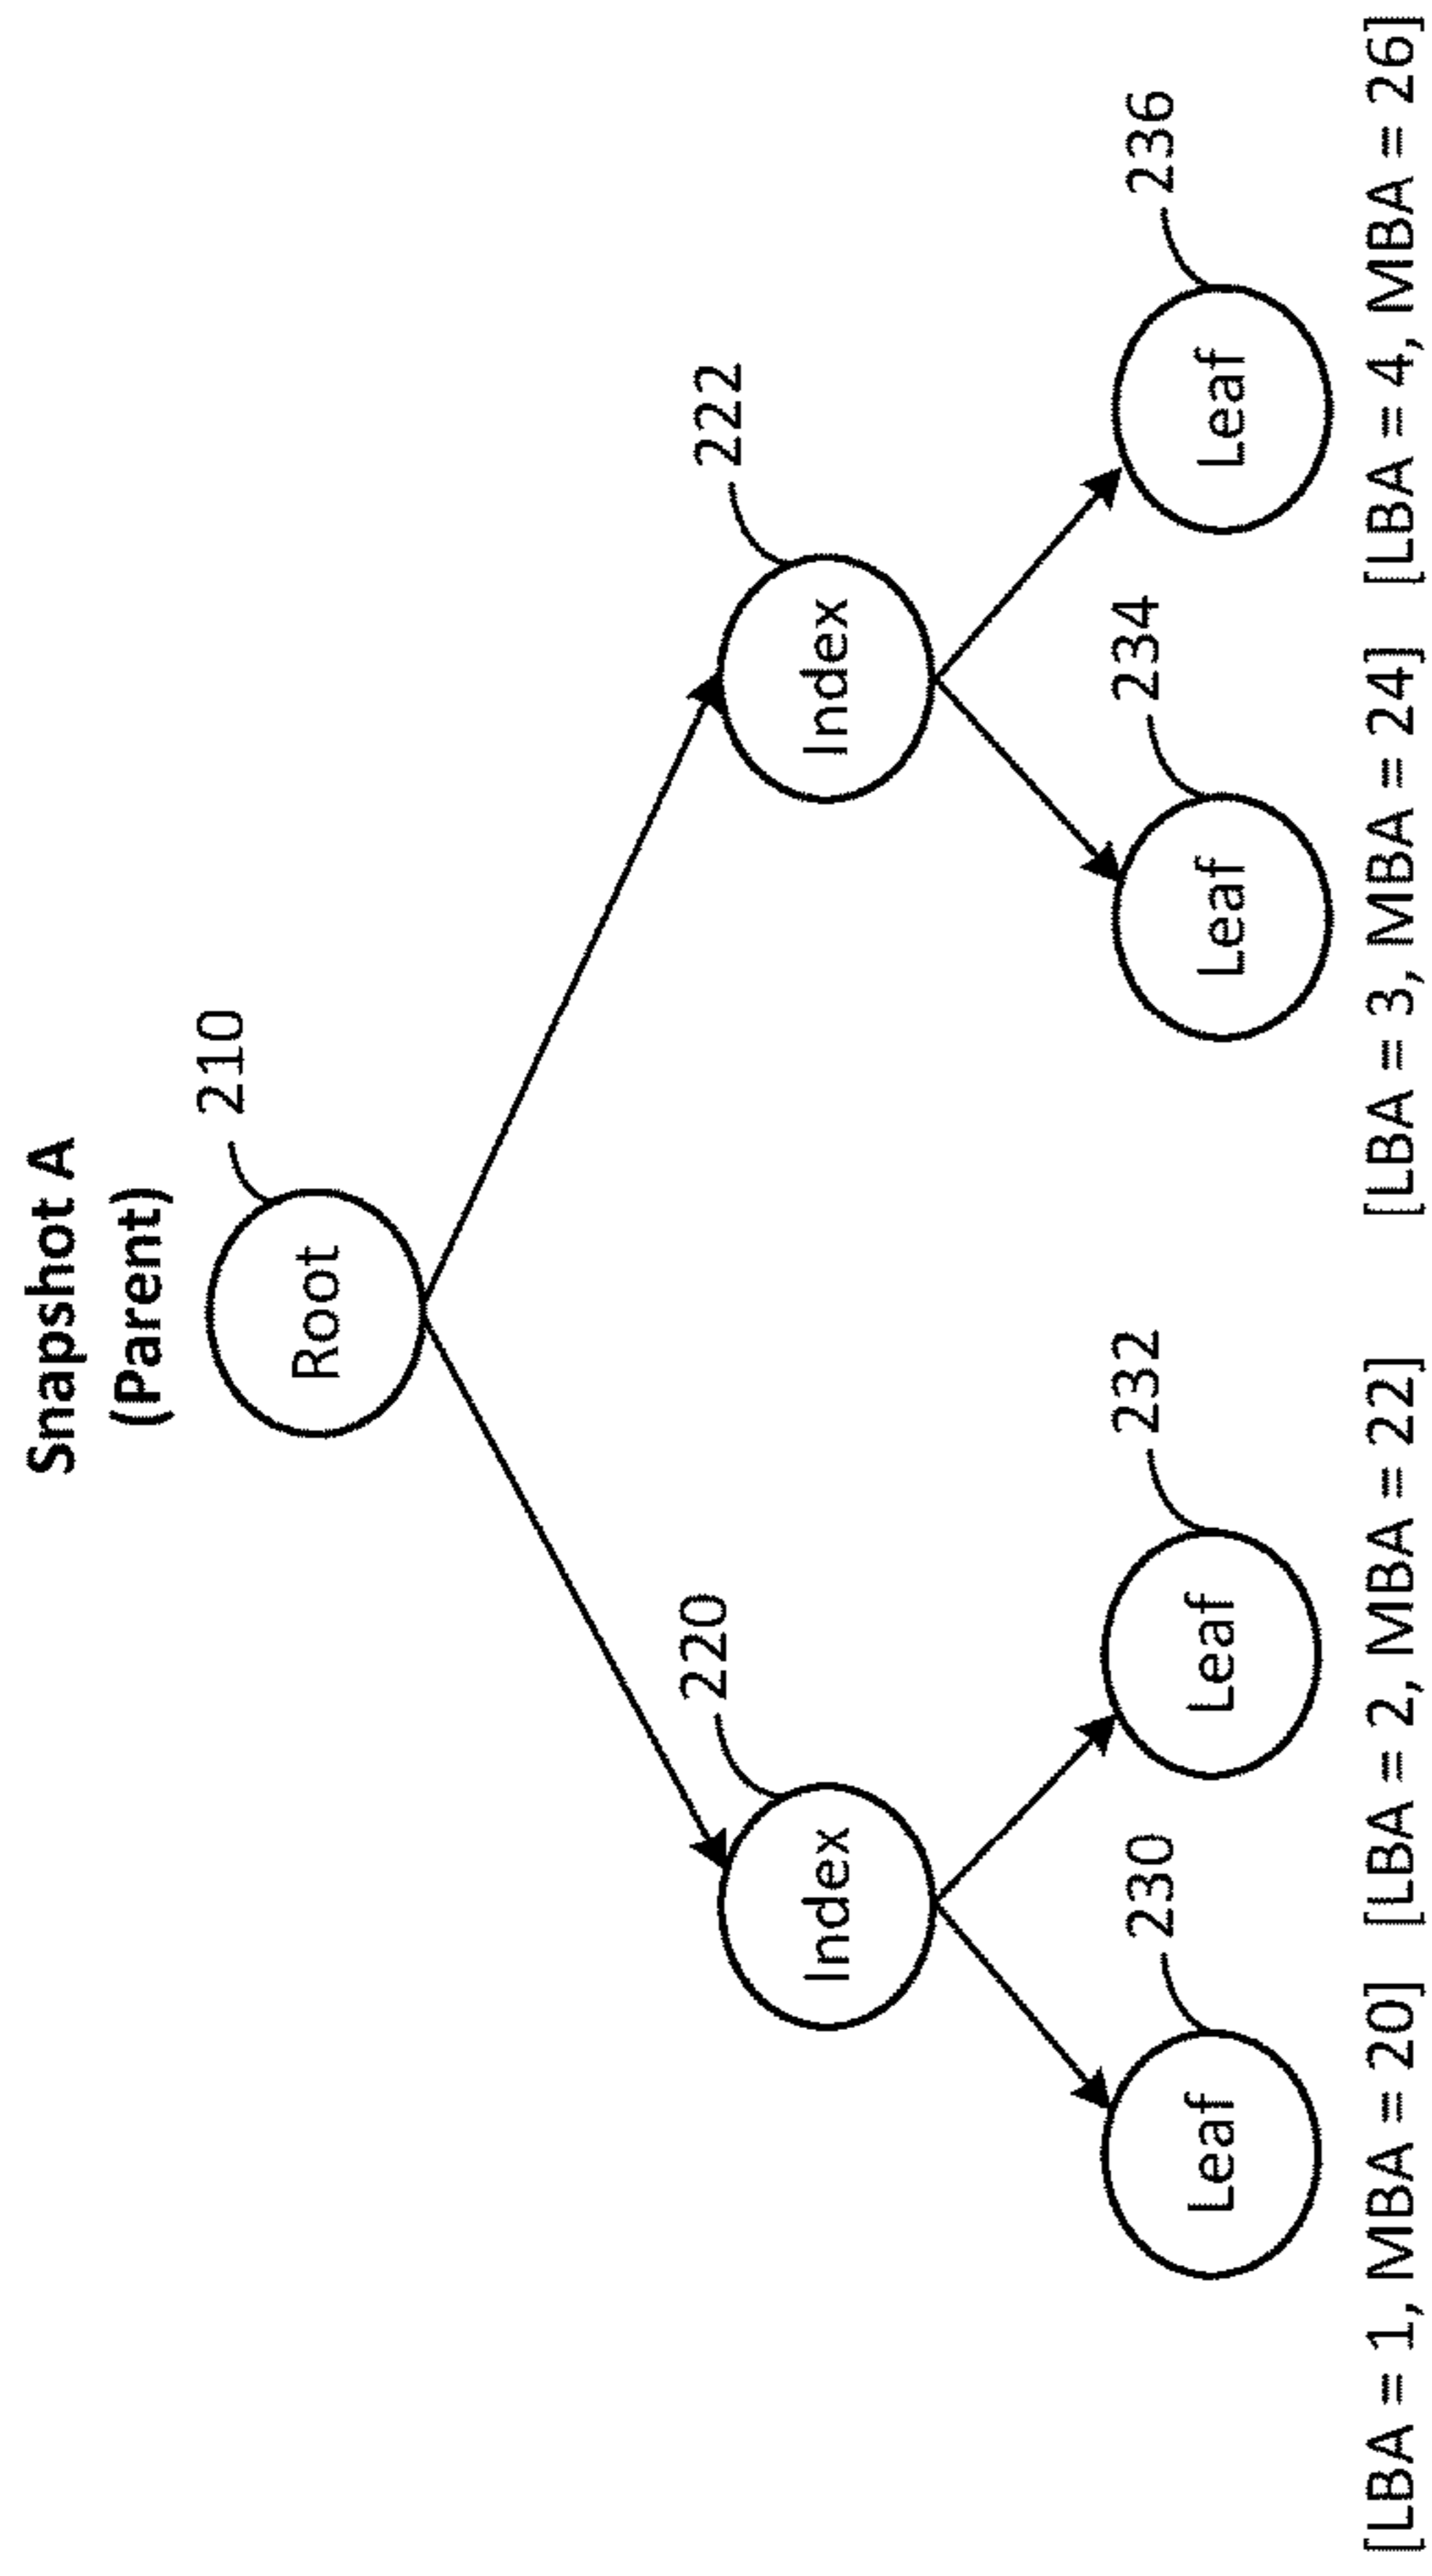 Snapshot A
(Parent)
210
Root
220
222
Index
Index
230
232
234
236
Leaf
Leaf
Leaf
Leaf
[LBA = 1, MBA = 20] [LBA = 2, MBA = 22] [LBA = 3, MBA = 24] [LBA = 4, MBA = 26]